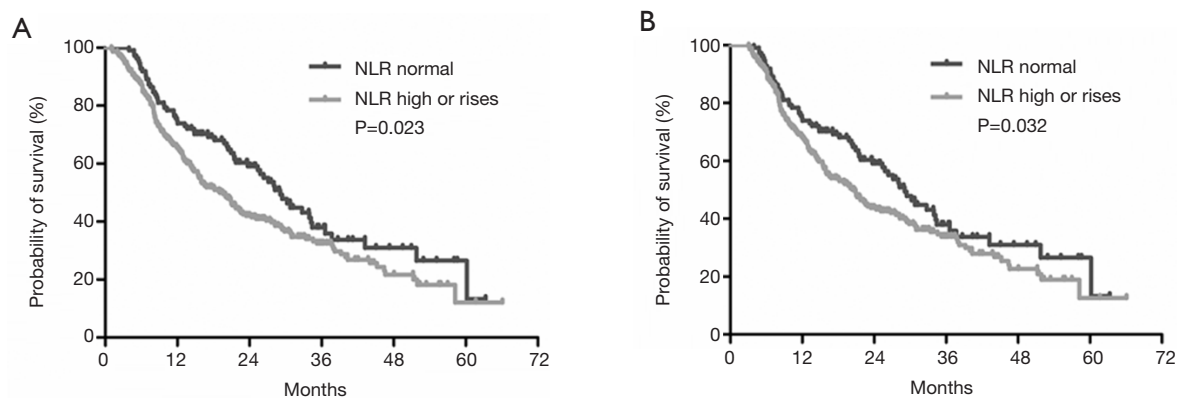 A
Probability of survival (%)
100
80
60
40
20
0
NLR normal
NLR high or rises
P=0.023
0 12 24 36 48 60 72
Months
B
Probability of survival (%)
100
80
60
40
20
0
NLR normal
NLR high or rises
P=0.032
0 12 24 36 48 60 72
Months